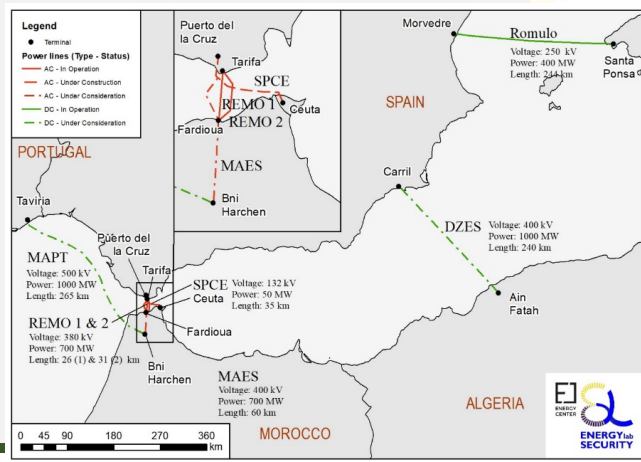 Legend
Terminal
Power lines (Type - Status)
AC - In Operation
AC - Under Construction
AC - Under Consideration
DC - In Operation
DC - Under Consideration
Puerto del
la Cruz
Tarifa
SPCE
REMO 1
Ceuta
Fardioua
REMO 2
MAES
Bni
Harchen
Morvedre
Romulo
Voltage: 250 kV
Power: 400 MW
Length: 244 km
Santa
Ponsa
SPAIN
PORTUGAL
Taviria
MAPT
Voltage: 500 kV
Power: 1000 MW
Length: 265 km
Puerto del
la Cruz
Tarifa
SPCE
Voltage: 132 kV
Power: 50 MW
Length: 35 km
Ceuta
REMO 1 & 2
Voltage: 380 kV
Power: 700 MW
Length: 26 (1) & 31 (2) km
Fardioua
Bni
Harchen
Carril
DZES
Voltage: 400 kV
Power: 1000 MW
Length: 240 km
Ain
Fatah
MAES
Voltage: 400 kV
Power: 700 MW
Length: 60 km
ALGERIA
MOROCCO
0 45 90 180 270 360
km
ENERGY
CENTER
ENERGYlab
SECURITY